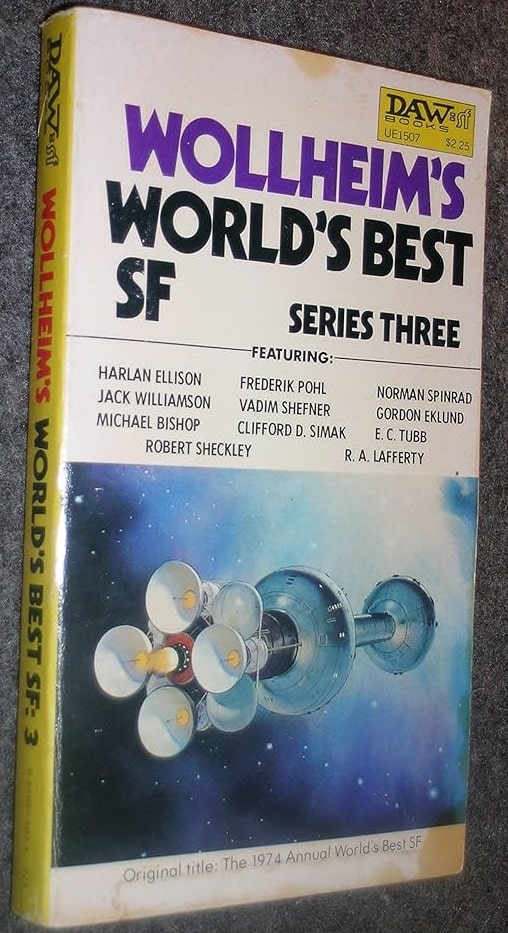 DAW sf
BOOKS
UE1507
$2.25
WOLLHEIM'S
WORLD'S BEST
SF
SERIES THREE
FEATURING:
HARLAN ELLISON FREDERIK POHL NORMAN SPINRAD
JACK WILLIAMSON VADIM SHEFNER GORDON EKLUND
MICHAEL BISHOP CLIFFORD D. SIMAK E. C. TUBB
ROBERT SHECKLEY R. A. LAFFERTY
Original title: The 1974 Annual World's Best SF
DAW sf
WOLLHEIM'S WORLD'S BEST SF: 3